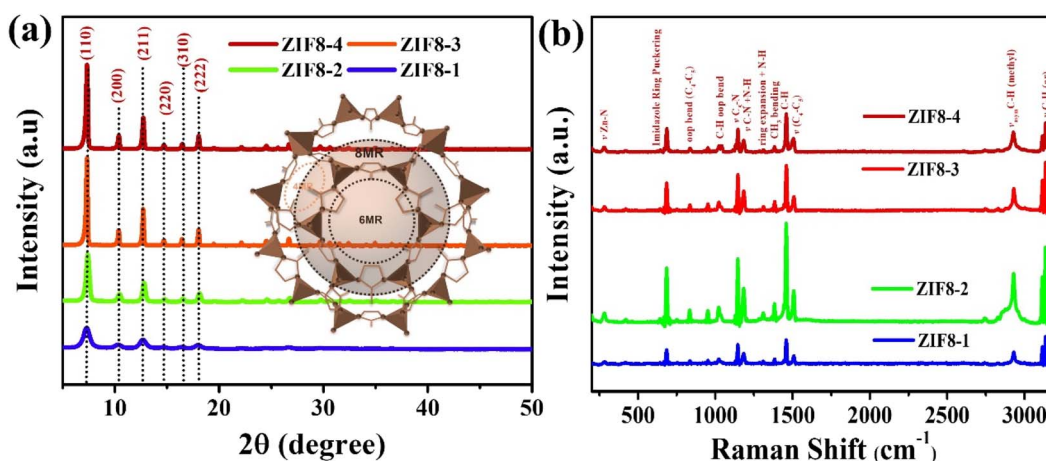 (a)
(110)
(200)
(211)
(220)
(310)
(222)
ZIF8-4
ZIF8-3
ZIF8-2
ZIF8-1
8MR
6MR
Intensity (a.u)
10
20
30
40
50
2θ (degree)
(b)
ν Zn-N
Imidazole Ring Puckering
oop bend (C4-C5)
C-H oop bend
ν C5-N
ν C-N +N-H
ring expansion + N-H
CH3 bending
C-H
ν (C4-C5)
νasym C-H (methyl)
ZIF8-4
ZIF8-3
ZIF8-2
ZIF8-1
Intensity (a.u.)
500
1000
1500
2000
2500
3000
Raman Shift (cm⁻¹)